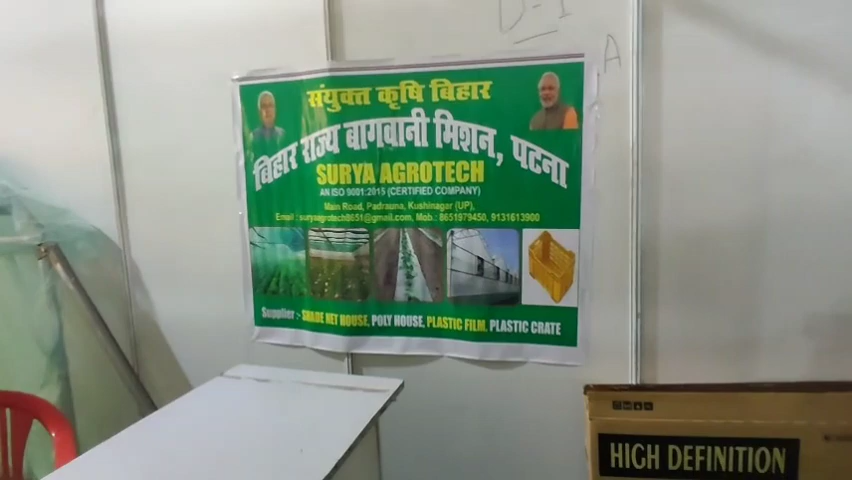 D-1
A
संयुक्त कृषि बिहार
बिहार राज्य बागवानी मिशन, पटना
SURYA AGROTECH
AN ISO 9001:2015 (CERTIFIED COMPANY)
Main Road, Padrauna, Kushinagar (UP),
Email : suryaagrotech8651@gmail.com, Mob.: 8651979450, 9131613900
Supplier :- SHADE NET HOUSE, POLY HOUSE, PLASTIC FILM, PLASTIC CRATE
HIGH DEFINITION